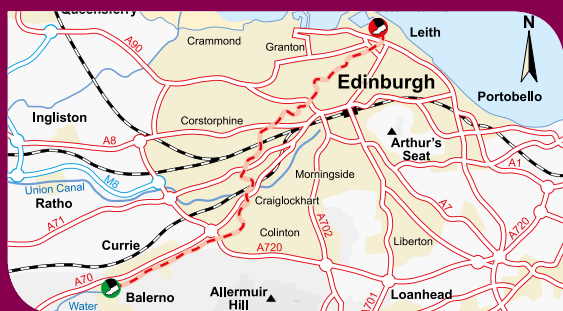 Queensferry
N
A90
Crammond
Granton
Leith
Edinburgh
Portobello
Ingliston
A8
Corstorphine
Arthur's
Seat
A1
M8
Union Canal
Ratho
Morningside
Craiglockhart
A7
A71
A702
A720
Currie
Colinton
Liberton
A720
A70
Balerno
Allermuir
Hill
A701
Loanhead
Water